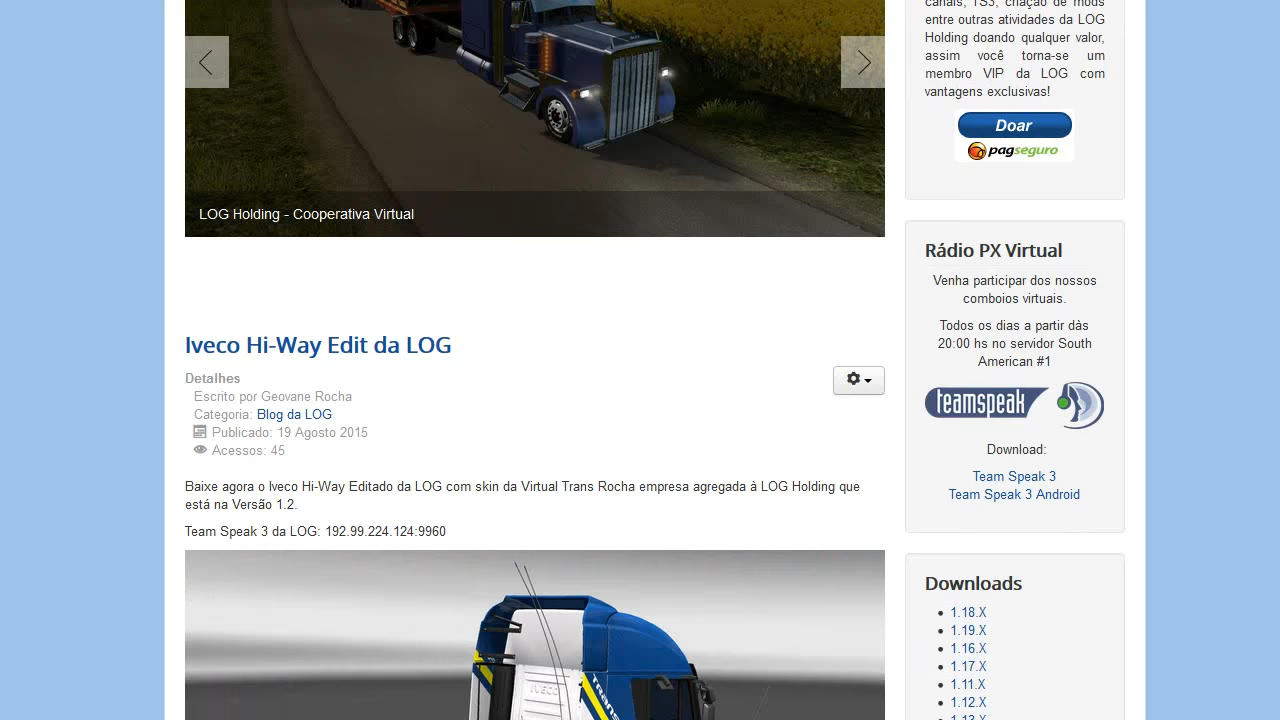 LOG Holding - Cooperativa Virtual
Iveco Hi-Way Edit da LOG
Detalhes
Escrito por Geovane Rocha
Categoria: Blog da LOG
Publicado: 19 Agosto 2015
Acessos: 45
Baixe agora o Iveco Hi-Way Editado da LOG com skin da Virtual Trans Rocha empresa agregada à LOG Holding que
está na Versão 1.2.
Team Speak 3 da LOG: 192.99.224.124:9960
IVECO
TRANS
canais, TS3, criação de mods
entre outras atividades da LOG
Holding doando qualquer valor,
assim você torna-se um
membro VIP da LOG com
vantagens exclusivas!
Doar
pagseguro
Rádio PX Virtual
Venha participar dos nossos
comboios virtuais.
Todos os dias a partir dàs
20:00 hs no servidor South
American #1
teamspeak
Download:
Team Speak 3
Team Speak 3 Android
Downloads
1.18.X
1.19.X
1.16.X
1.17.X
1.11.X
1.12.X
1.13.X